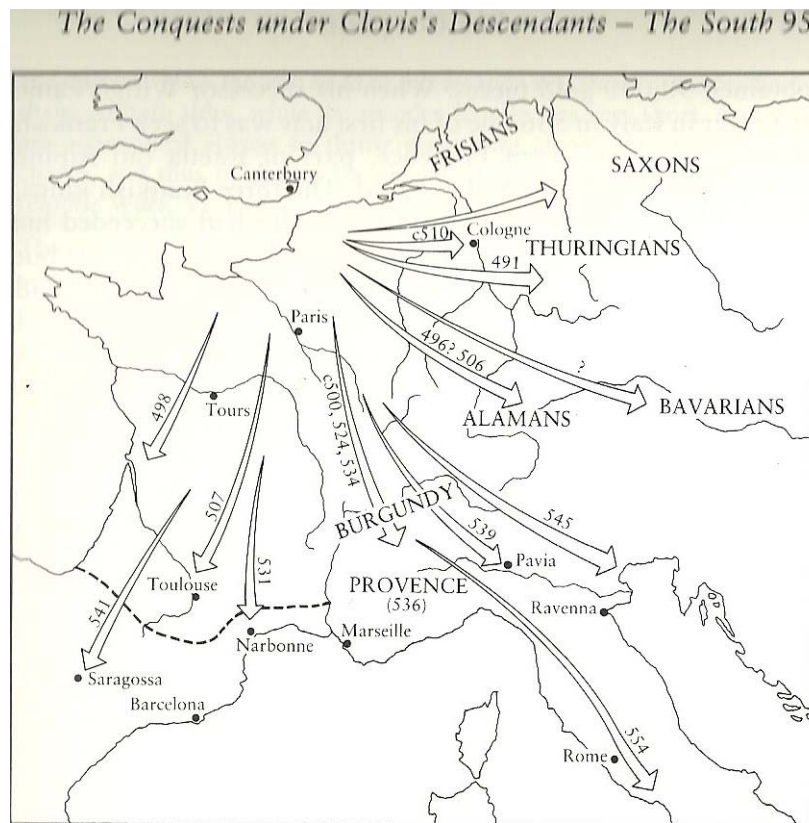 The Conquests under Clovis's Descendants – The South 95
FRISIANS
SAXONS
Canterbury
c510
Cologne
THURINGIANS
491
Paris
496? 506
?
498
Tours
c500, 524, 534
ALAMANS
BAVARIANS
507
BURGUNDY
539
545
531
Pavia
541
Toulouse
PROVENCE
(536)
Ravenna
Narbonne
Marseille
Saragossa
Barcelona
Rome
554